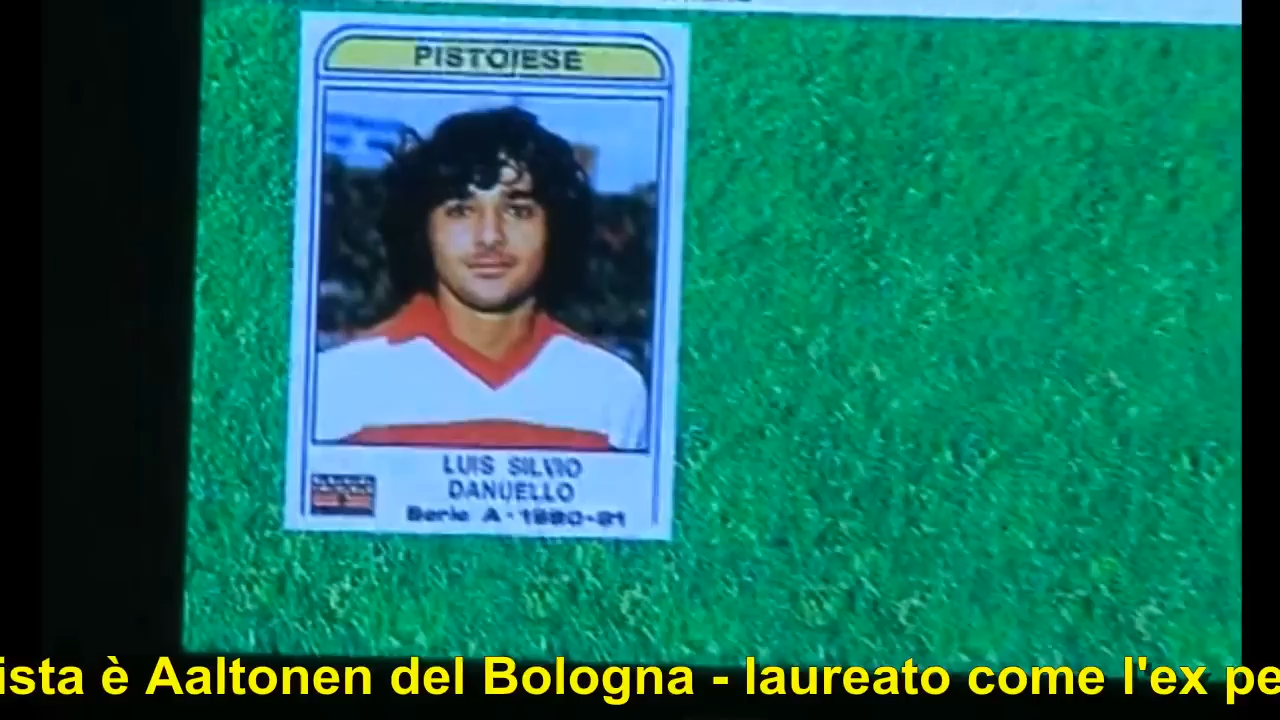 PISTOIESE
LUIS SILVIO
DANUELLO
Serie A - 1980-81
ista è Aaltonen del Bologna - laureato come l'ex pe